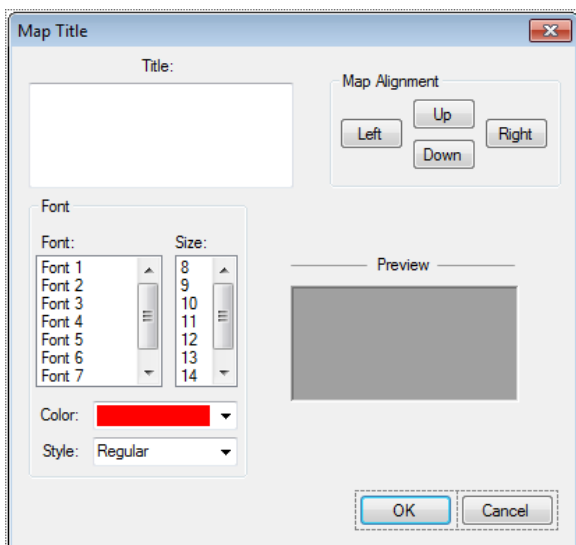 Map Title
Title:
Map Alignment
Up
Left
Right
Down
Font
Font:
Size:
Font 1
Font 2
Font 3
Font 4
Font 5
Font 6
Font 7
8
9
10
11
12
13
14
Preview
Color:
Style:
Regular
OK
Cancel